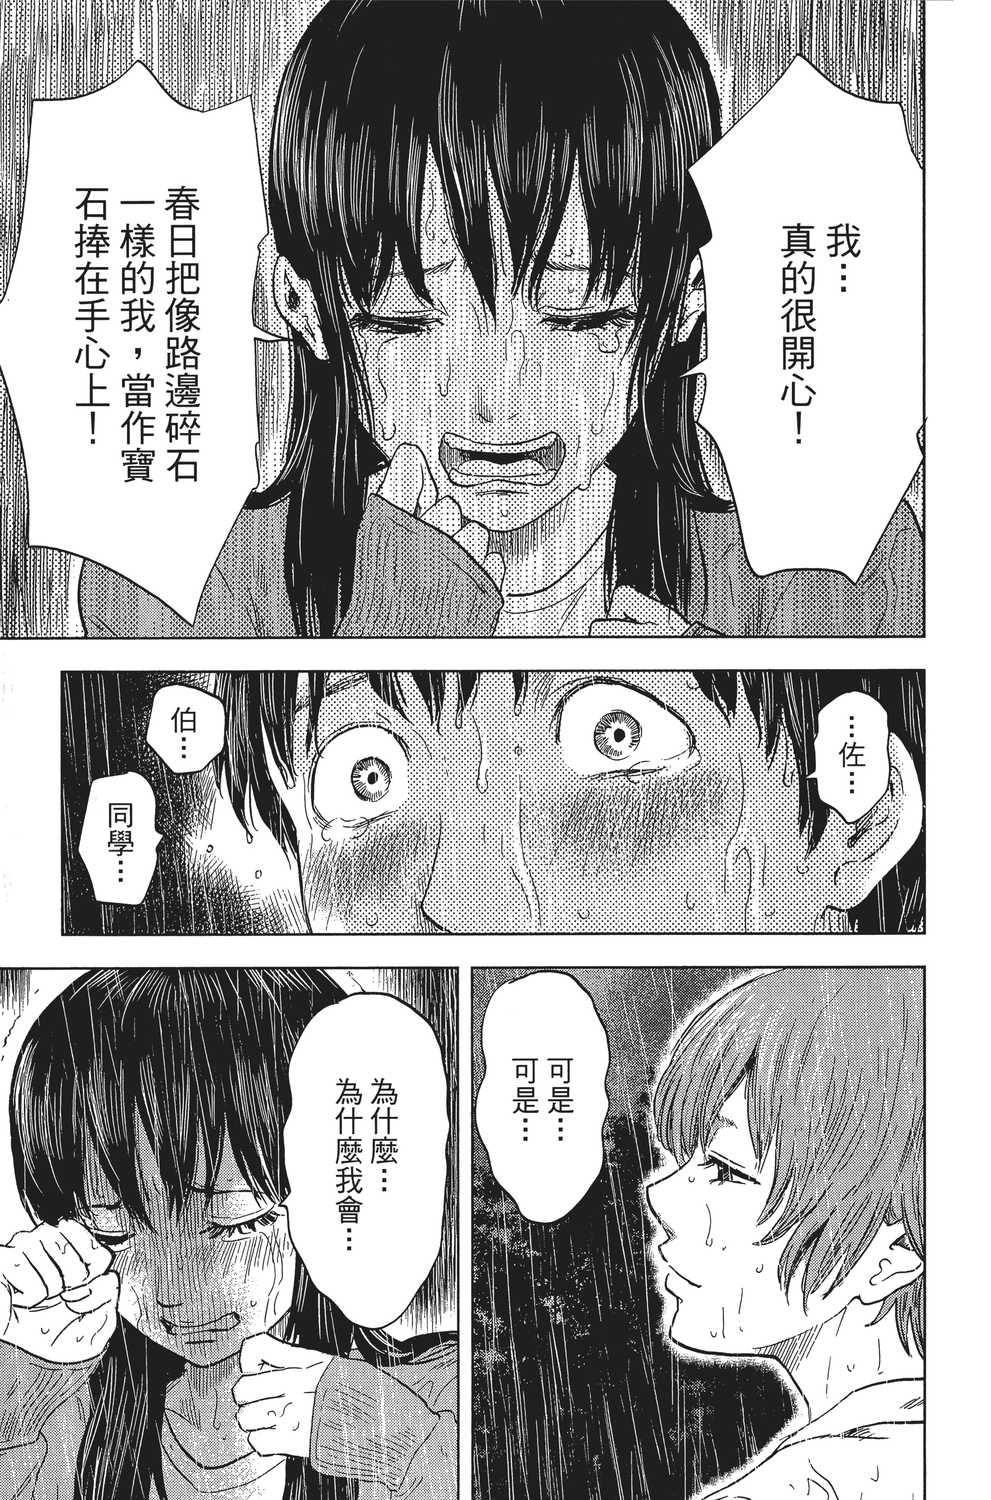 我…
真的很開心！
春日把像路邊碎石
一樣的我，當作寶
石捧在手心上！
…佐…
伯…
同學…
可是…
可是…
為什麼…
為什麼我會…